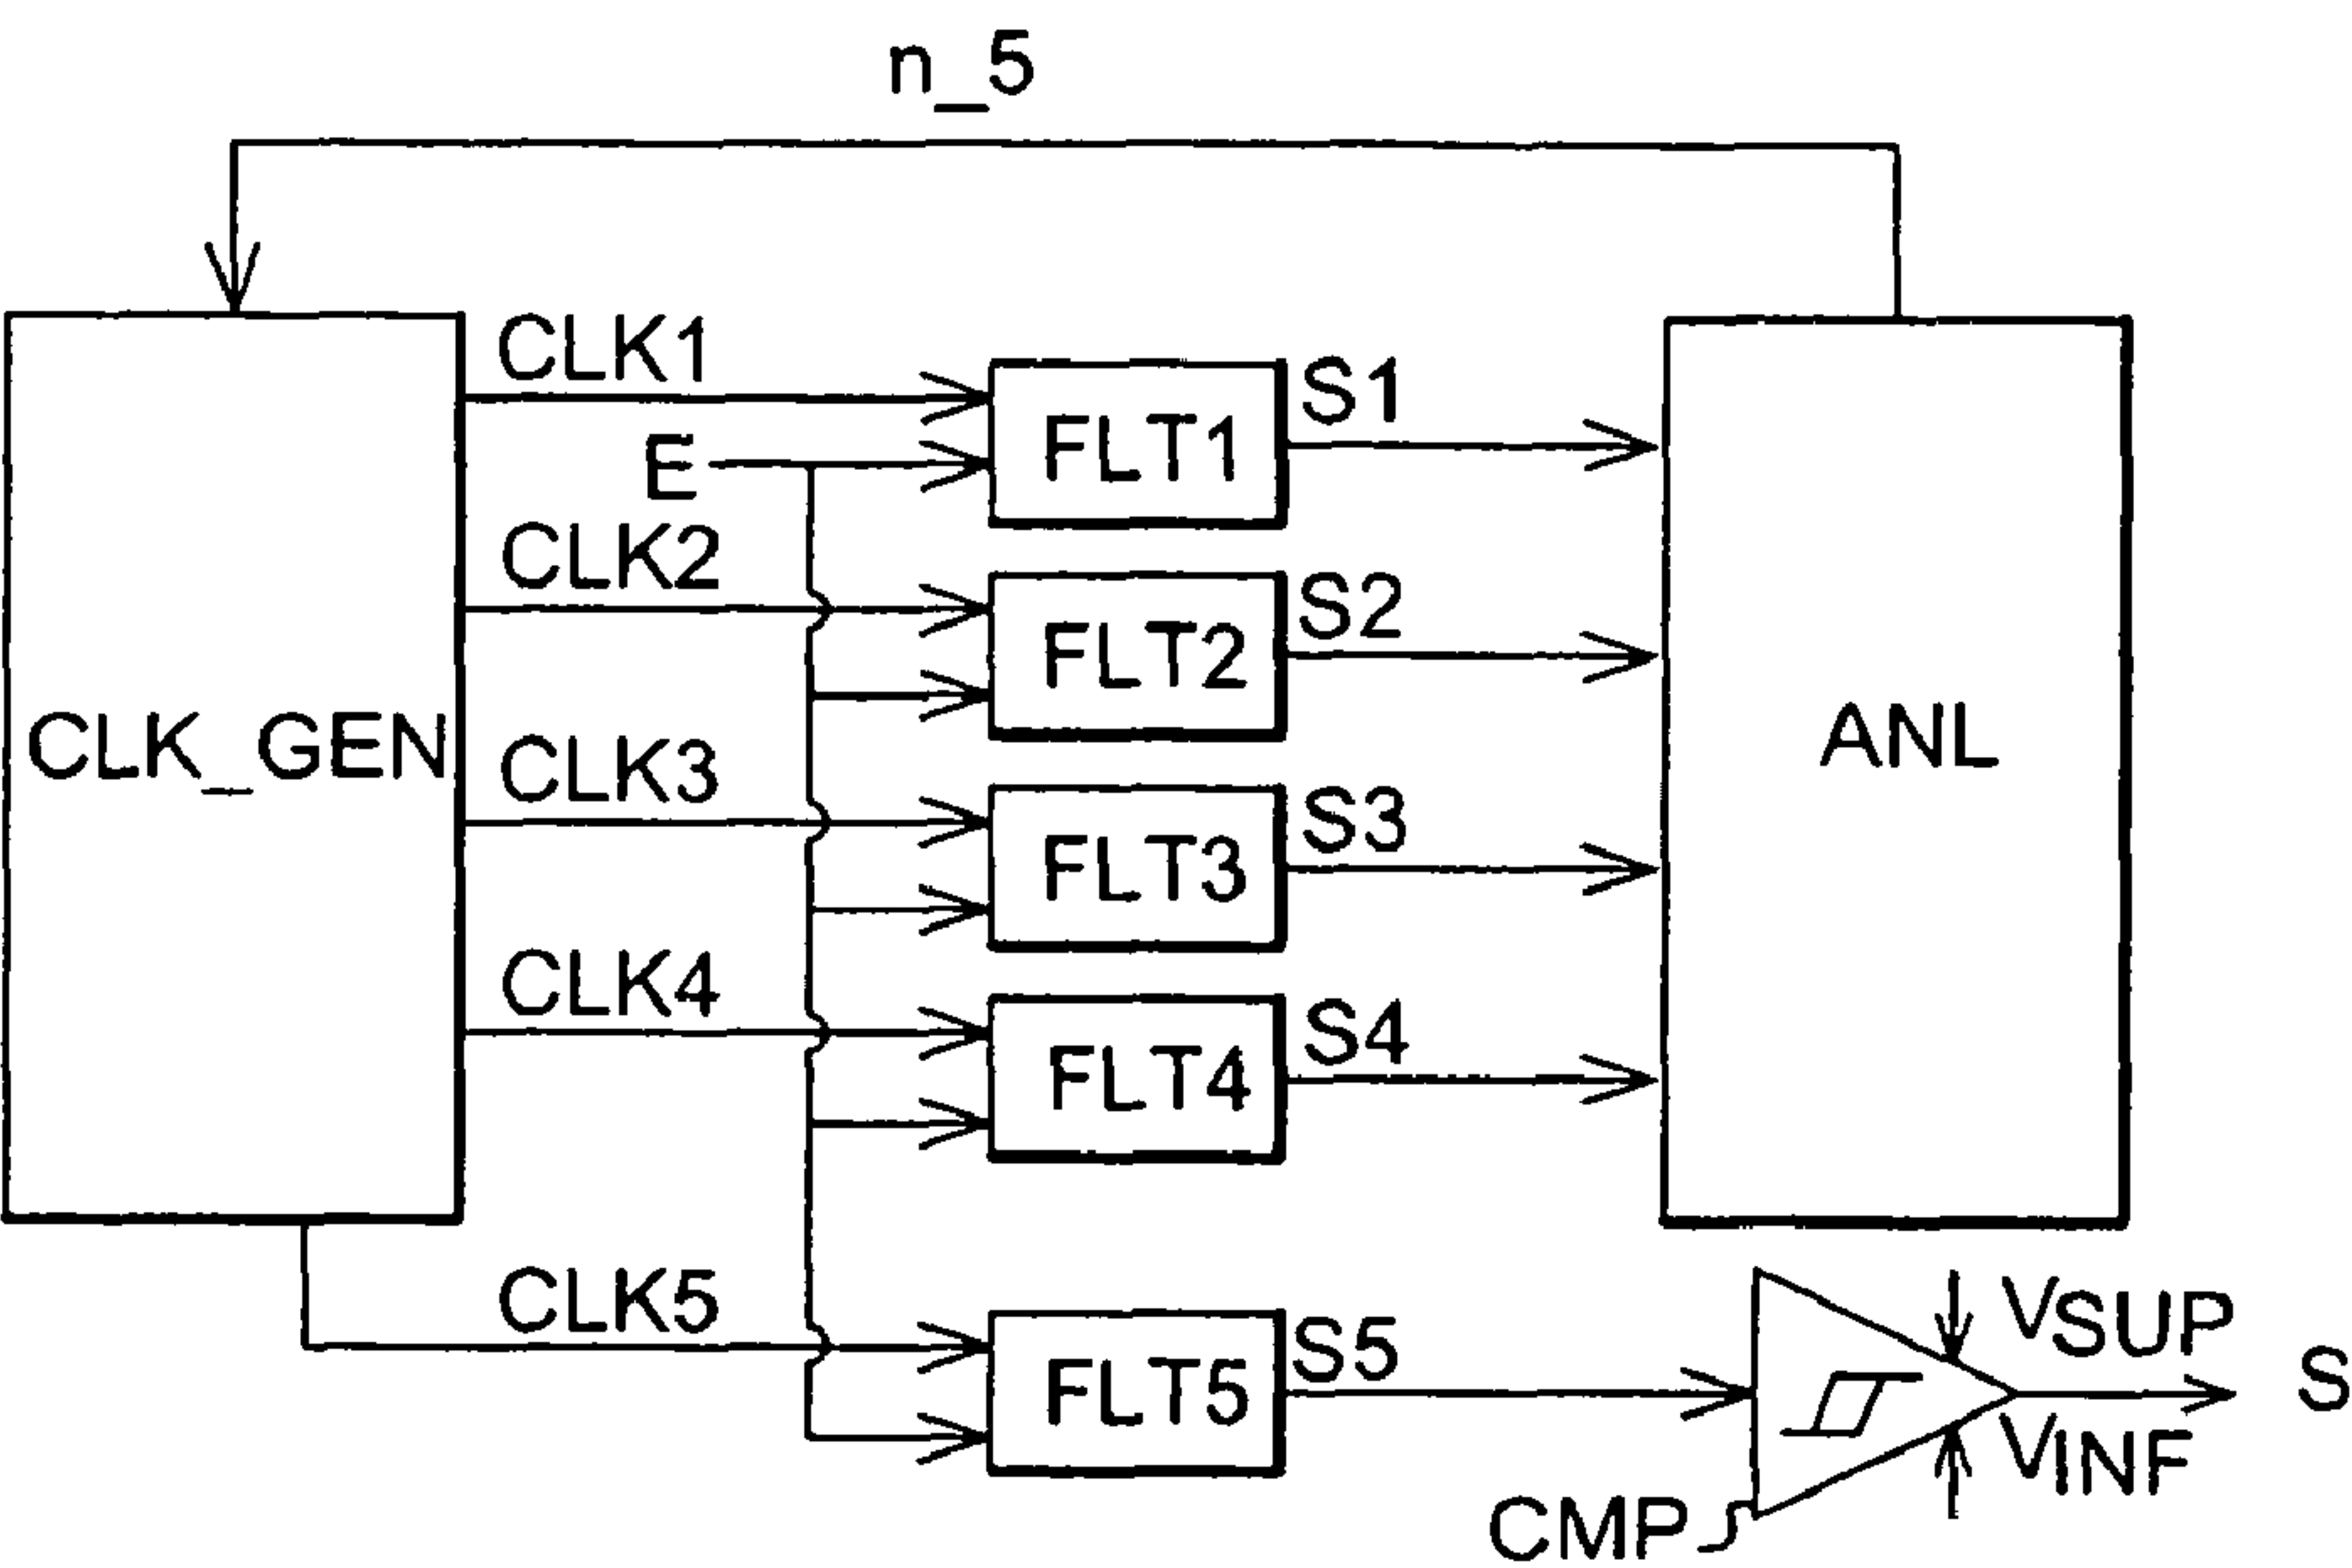 n_5
CLK1
S1
FLT1
E
CLK2
S2
FLT2
CLK_GEN
ANL
CLK3
S3
FLT3
CLK4
S4
FLT4
CLK5
S5
FLT5
VSUP
S
VINF
CMP